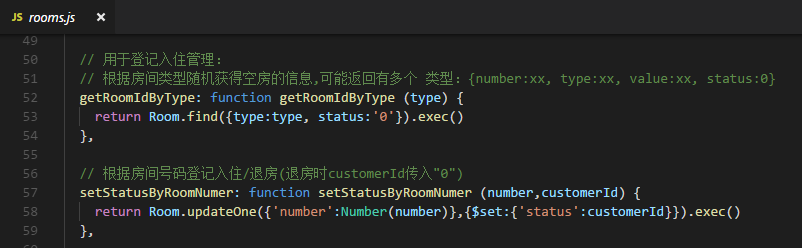 JS rooms.js ×
49
50 // 用于登记入住管理:
51 // 根据房间类型随机获得空房的信息,可能返回有多个 类型: {number:xx, type:xx, value:xx, status:0}
52 getRoomIdByType: function getRoomIdByType (type) {
53 return Room.find({type:type, status:'0'}).exec()
54 },
55
56 // 根据房间号码登记入住/退房(退房时customerId传入"0")
57 setStatusByRoomNumer: function setStatusByRoomNumer (number,customerId) {
58 return Room.updateOne({'number':Number(number)},{$set:{'status':customerId}}).exec()
59 },